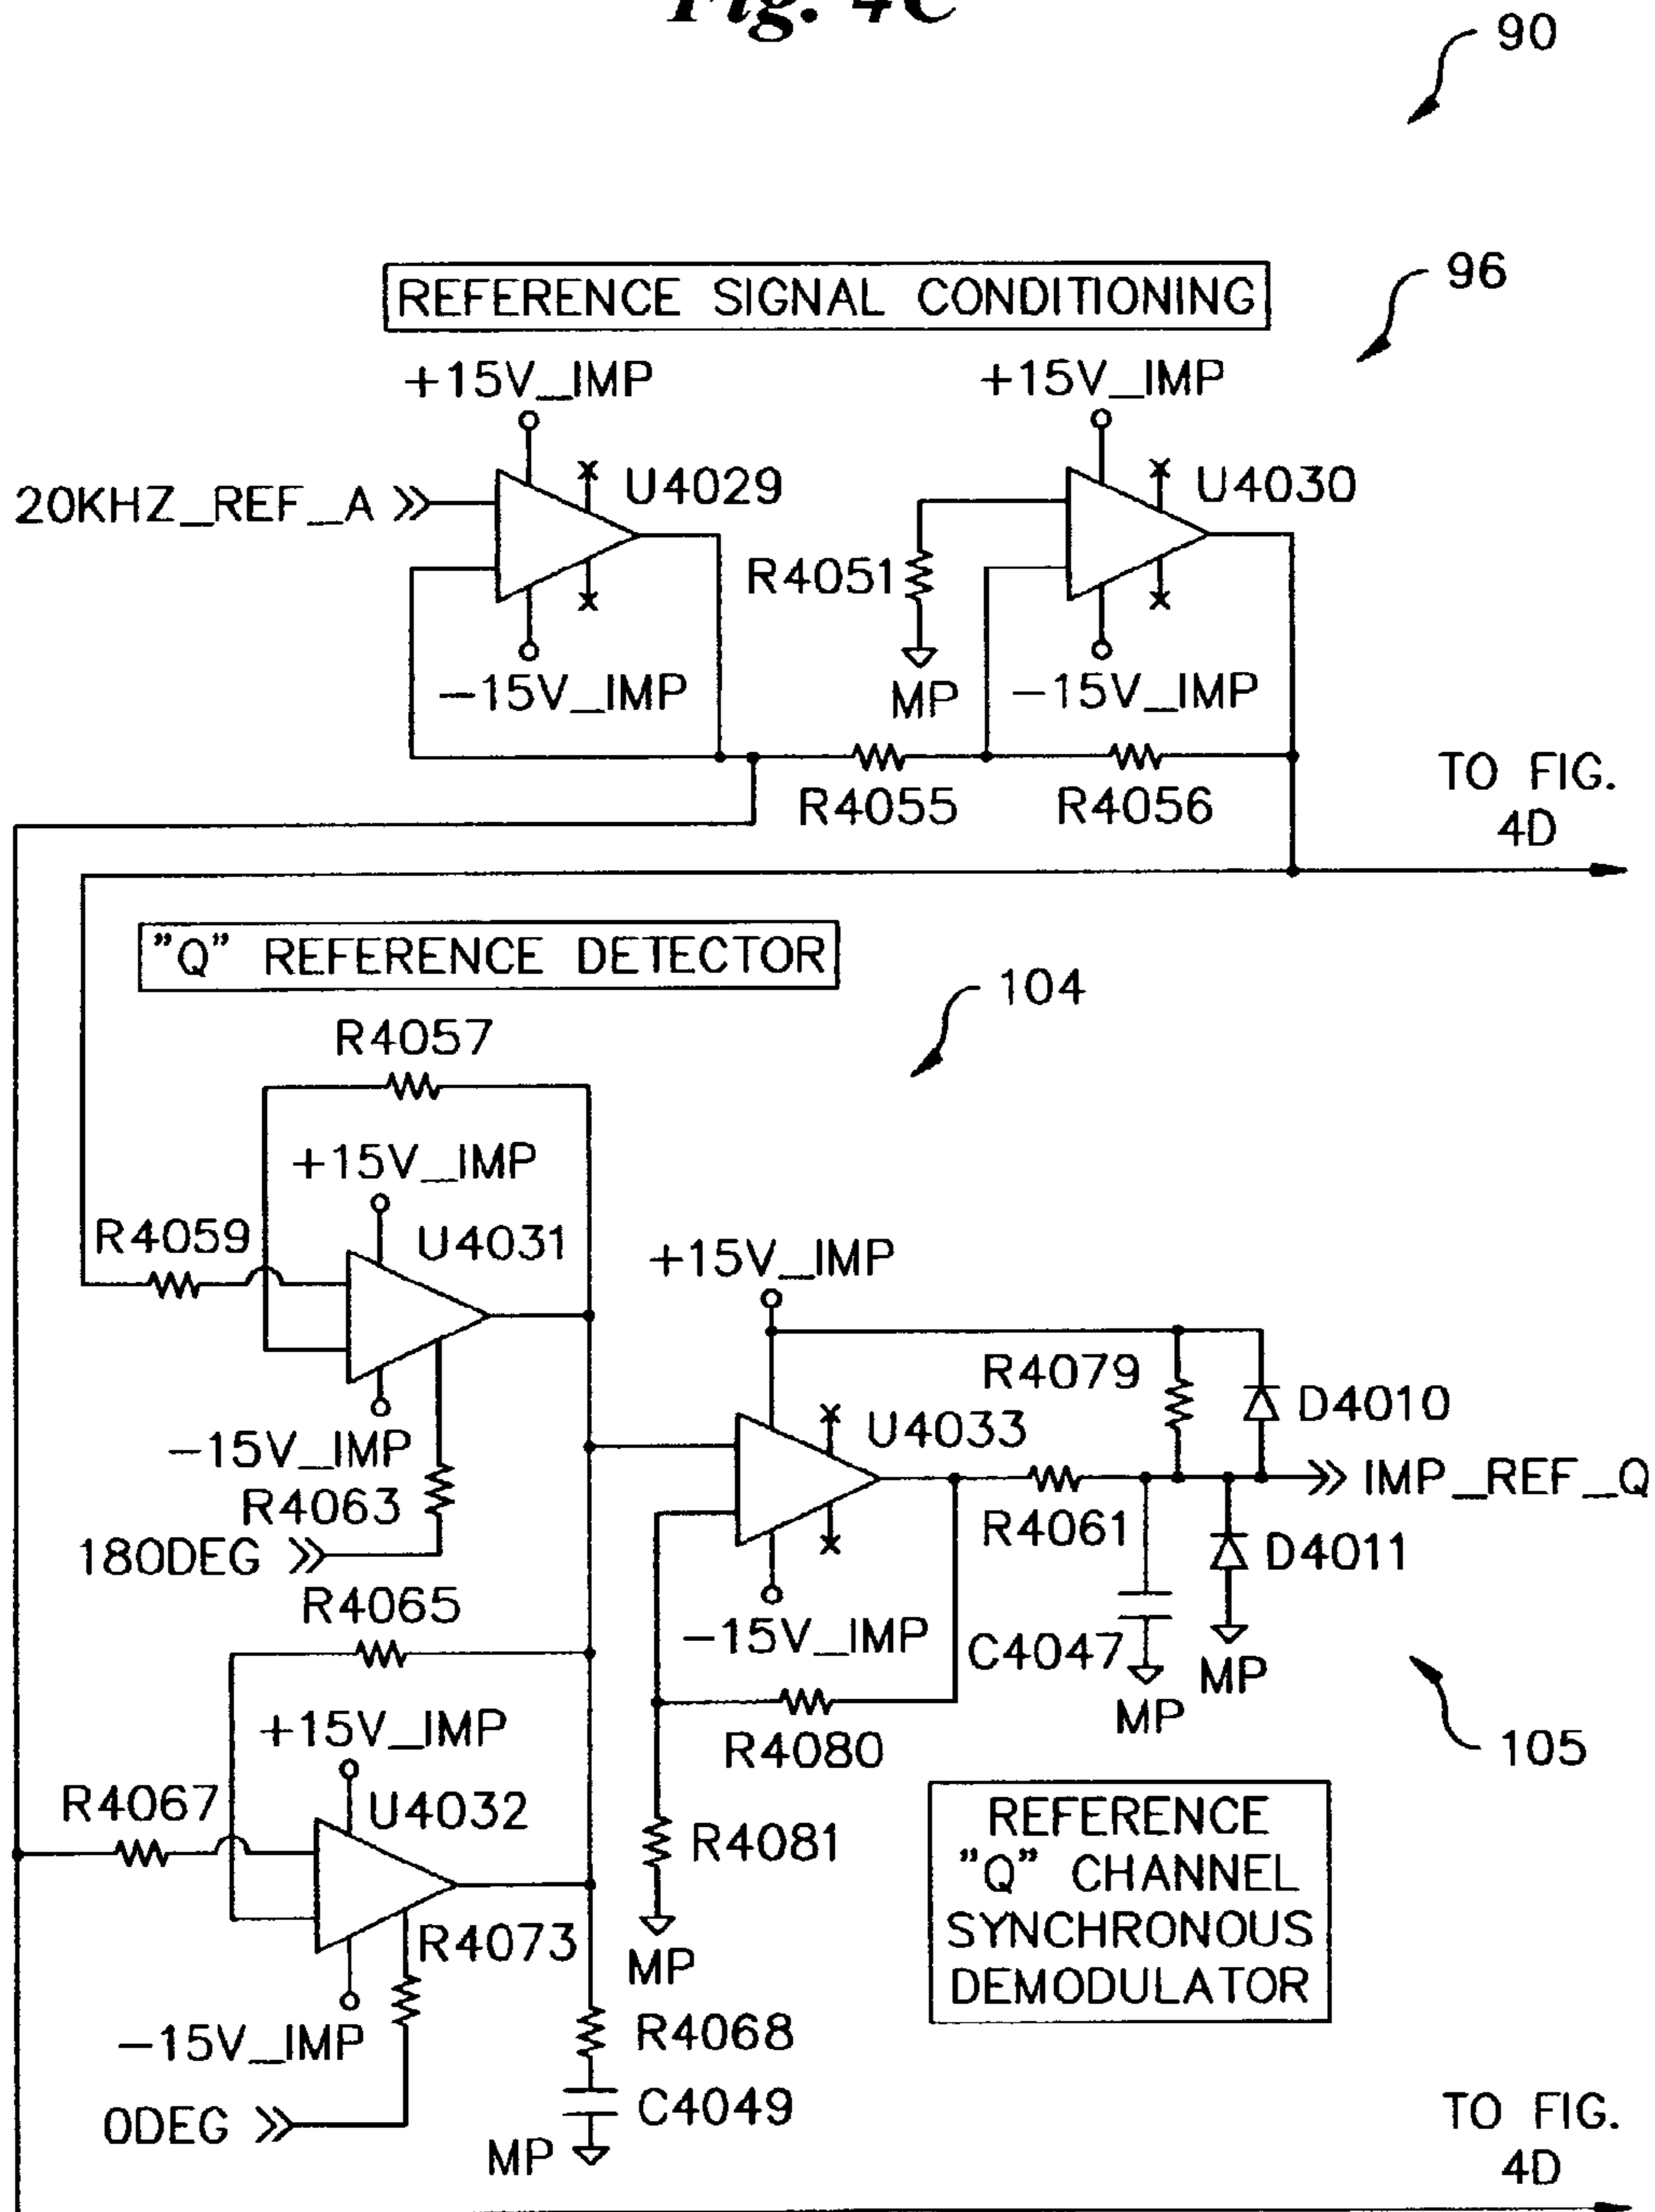 Fig. 4C
90
96
REFERENCE SIGNAL CONDITIONING
+15V_IMP
+15V_IMP
20KHZ_REF_A
U4029
U4030
R4051
-15V_IMP
MP
-15V_IMP
R4055
R4056
TO FIG.
4D
"Q" REFERENCE DETECTOR
104
R4057
+15V_IMP
R4059
U4031
+15V_IMP
R4079
D4010
-15V_IMP
U4033
IMP_REF_Q
R4063
R4061
180DEG
D4011
R4065
-15V_IMP
C4047
MP
MP
+15V_IMP
R4080
105
R4067
U4032
R4081
REFERENCE
"Q" CHANNEL
SYNCHRONOUS
DEMODULATOR
R4073
MP
-15V_IMP
R4068
0DEG
C4049
MP
TO FIG.
4D